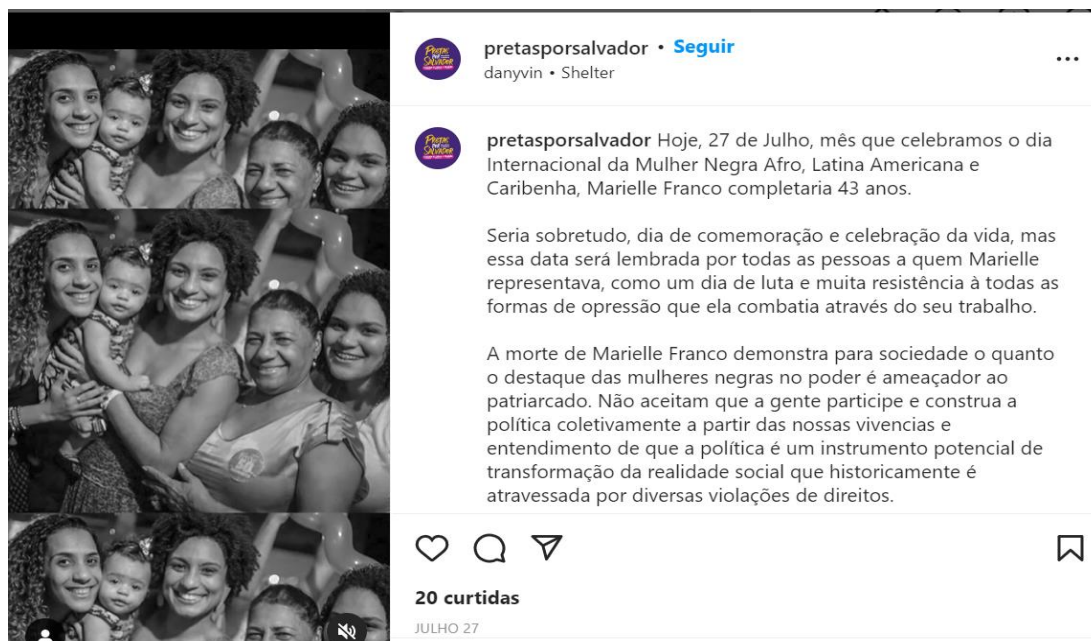 pretasporsalvador • Seguir
danyvin • Shelter
pretasporsalvador Hoje, 27 de Julho, mês que celebramos o dia
Internacional da Mulher Negra Afro, Latina Americana e
Caribenha, Marielle Franco completaria 43 anos.
Seria sobretudo, dia de comemoração e celebração da vida, mas
essa data será lembrada por todas as pessoas a quem Marielle
representava, como um dia de luta e muita resistência à todas as
formas de opressão que ela combatia através do seu trabalho.
A morte de Marielle Franco demonstra para sociedade o quanto
o destaque das mulheres negras no poder é ameaçador ao
patriarcado. Não aceitam que a gente participe e construa a
política coletivamente a partir das nossas vivencias e
entendimento de que a política é um instrumento potencial de
transformação da realidade social que historicamente é
atravessada por diversas violações de direitos.
20 curtidas
JULHO 27